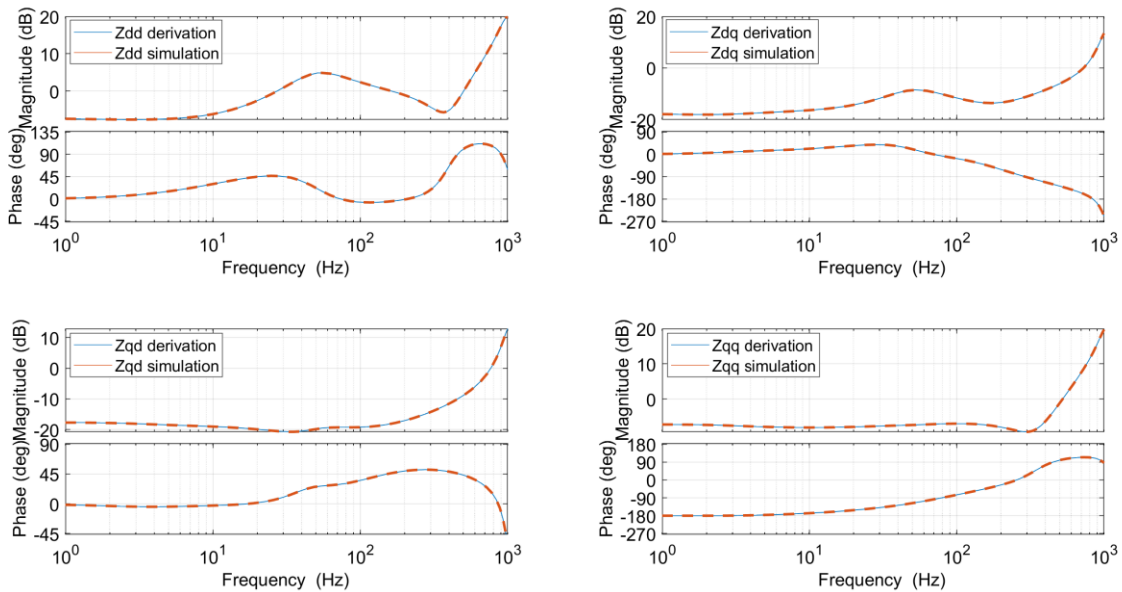 Zdd derivation
Zdd simulation
Magnitude (dB)
20
10
0
Phase (deg)
135
90
45
0
-45
10^0
10^1
10^2
10^3
Frequency (Hz)
Zdq derivation
Zdq simulation
Magnitude (dB)
20
0
-20
Phase (deg)
90
0
-90
-180
-270
10^0
10^1
10^2
10^3
Frequency (Hz)
Zqd derivation
Zqd simulation
Magnitude (dB)
10
0
-10
-20
Phase (deg)
90
45
0
-45
10^0
10^1
10^2
10^3
Frequency (Hz)
Zqq derivation
Zqq simulation
Magnitude (dB)
20
10
0
Phase (deg)
180
90
0
-90
-180
-270
10^0
10^1
10^2
10^3
Frequency (Hz)